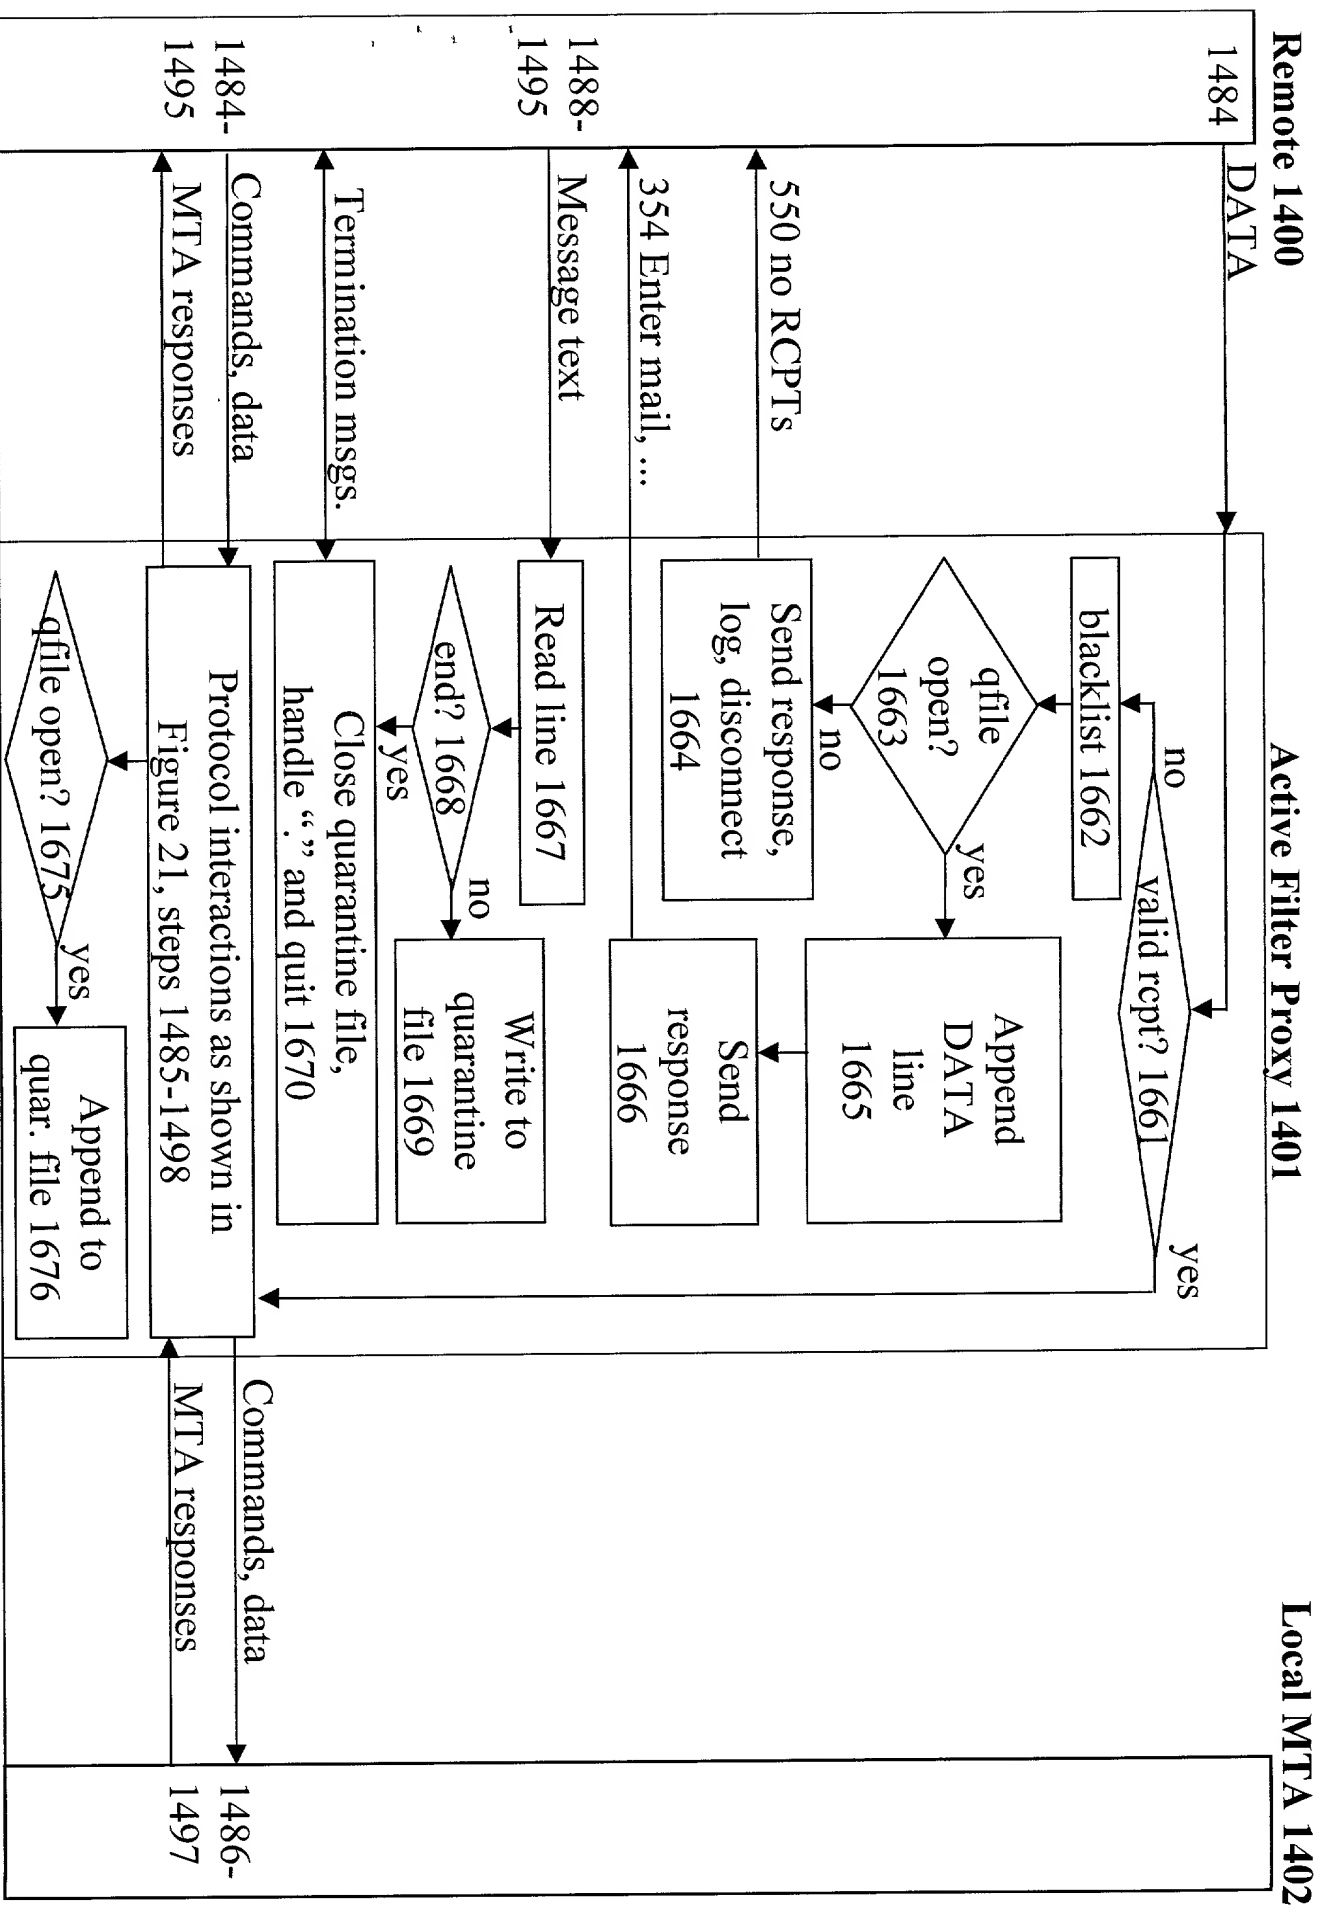 Remote 1400
Active Filter Proxy 1401
Local MTA 1402
1484
DATA
valid rcpt? 1661
no
yes
blacklist 1662
qfile
open?
1663
yes
no
Append
DATA
line
1665
550 no RCPTs
Send response,
log, disconnect
1664
Send
response
1666
354 Enter mail, ...
1488-
1495
Message text
Read line 1667
end? 1668
no
yes
Write to
quarantine
file 1669
Termination msgs.
Close quarantine file,
handle “.” and quit 1670
1484-
1495
Commands, data
MTA responses
Protocol interactions as shown in
Figure 21, steps 1485-1498
Commands, data
MTA responses
1486-
1497
qfile open? 1675
yes
Append to
quar. file 1676